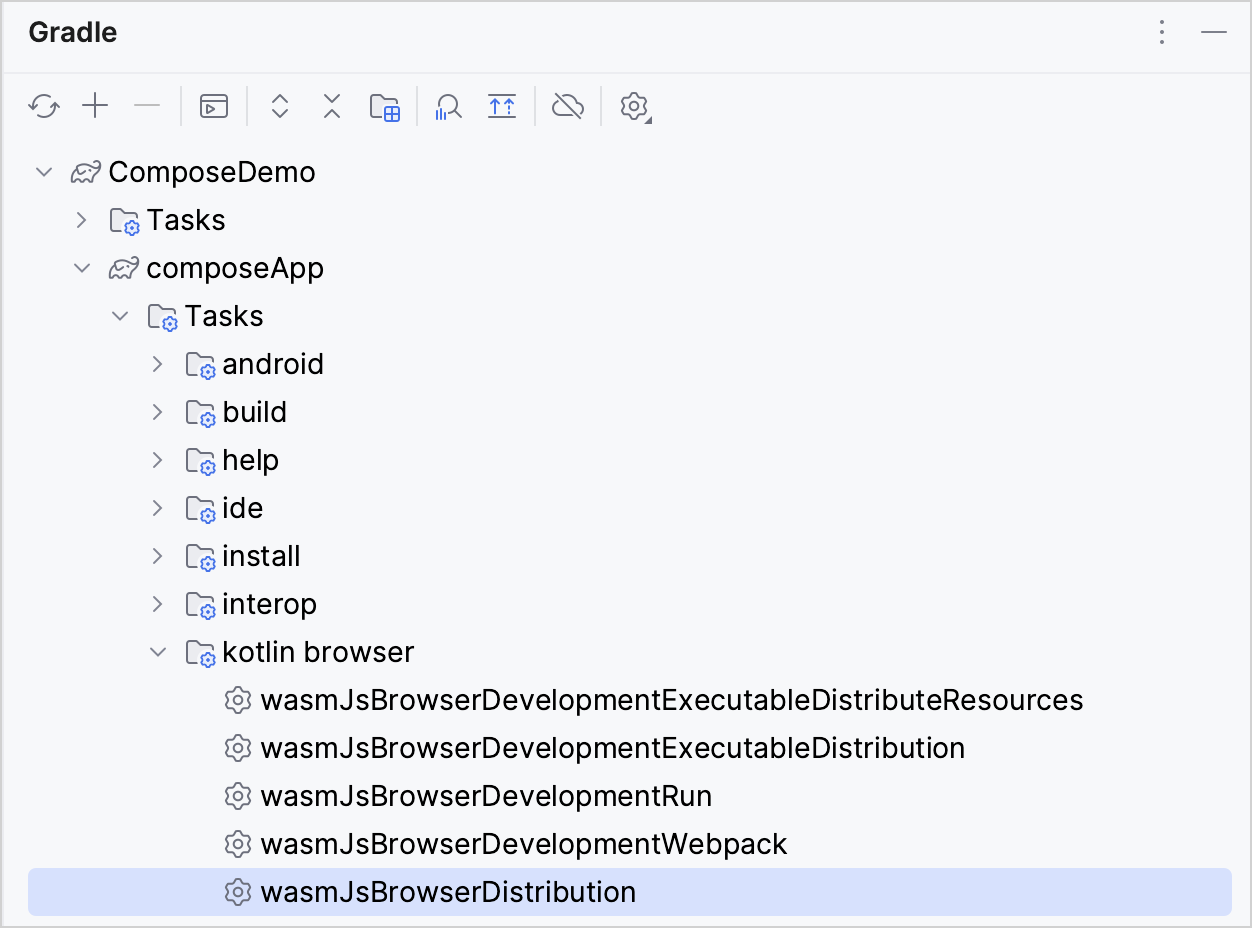 Gradle
ComposeDemo
Tasks
composeApp
Tasks
android
build
help
ide
install
interop
kotlin browser
wasmJsBrowserDevelopmentExecutableDistributeResources
wasmJsBrowserDevelopmentExecutableDistribution
wasmJsBrowserDevelopmentRun
wasmJsBrowserDevelopmentWebpack
wasmJsBrowserDistribution